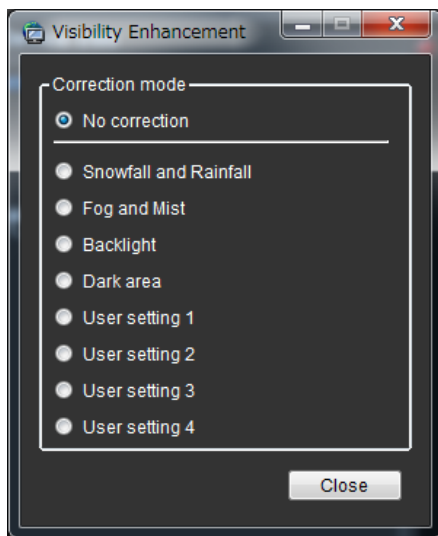 Visibility Enhancement
Correction mode
No correction
Snowfall and Rainfall
Fog and Mist
Backlight
Dark area
User setting 1
User setting 2
User setting 3
User setting 4
Close